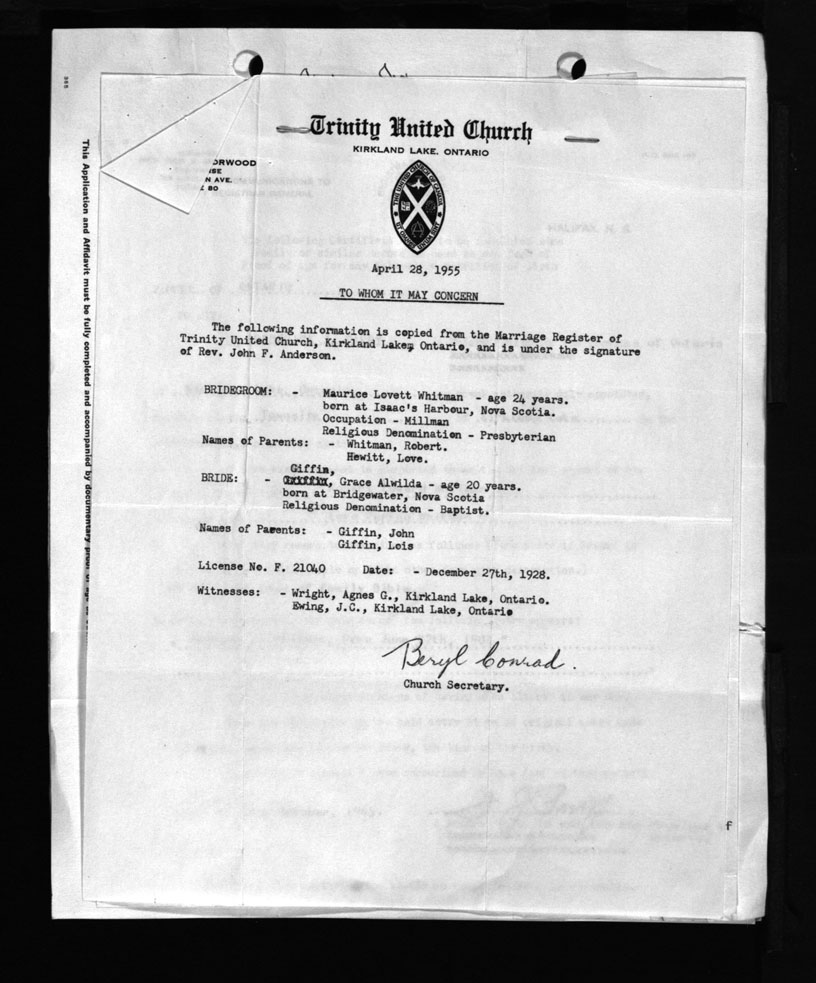 Trinity United Church
KIRKLAND LAKE, ONTARIO
ORWOOD
ISE
N AVE.
80
April 28, 1955
TO WHOM IT MAY CONCERN
The following information is copied from the Marriage Register of
Trinity United Church, Kirkland Lake, Ontario, and is under the signature
of Rev. John F. Anderson.
BRIDEGROOM: - Maurice Lovett Whitman - age 24 years.
born at Isaac's Harbour, Nova Scotia.
Occupation - Millman
Religious Denomination - Presbyterian
Names of Parents: - Whitman, Robert.
Hewitt, Love.
Giffin,
BRIDE: - Griffin, Grace Alwilda - age 20 years.
born at Bridgewater, Nova Scotia
Religious Denomination - Baptist.
Names of Parents: - Giffin, John
Giffin, Lois
License No. F. 21040 Date: - December 27th, 1928.
Witnesses: - Wright, Agnes G., Kirkland Lake, Ontario.
Ewing, J.C., Kirkland Lake, Ontario
Beryl Conrad.
Church Secretary.
This Application and Affidavit must be fully completed and accompanied by documentary
HALIFAX, N. S.
f